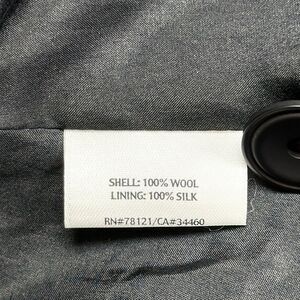 SHELL: 100% WOOL
LINING: 100% SILK
RN#78121/CA#34460